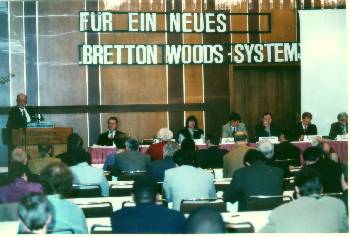 FÜR EIN NEUES
BRETTON WOODS-SYSTEM